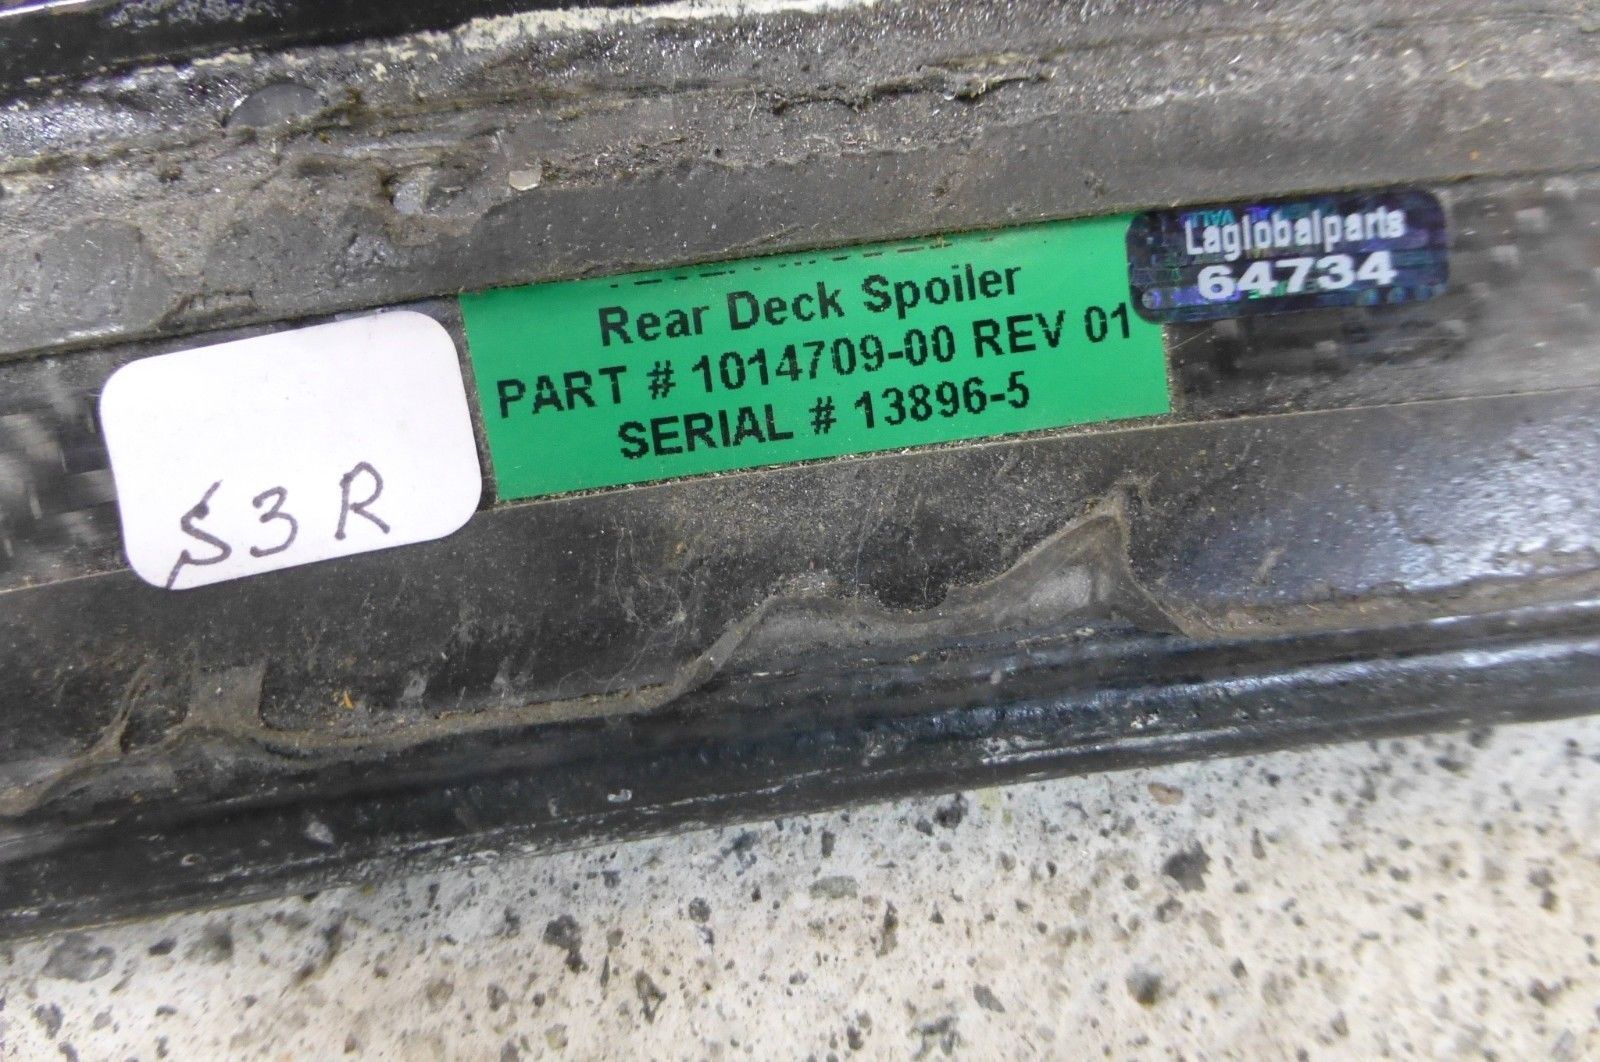 Laglobalparts
64734
Rear Deck Spoiler
PART # 1014709-00 REV 01
SERIAL # 13896-5
S3R